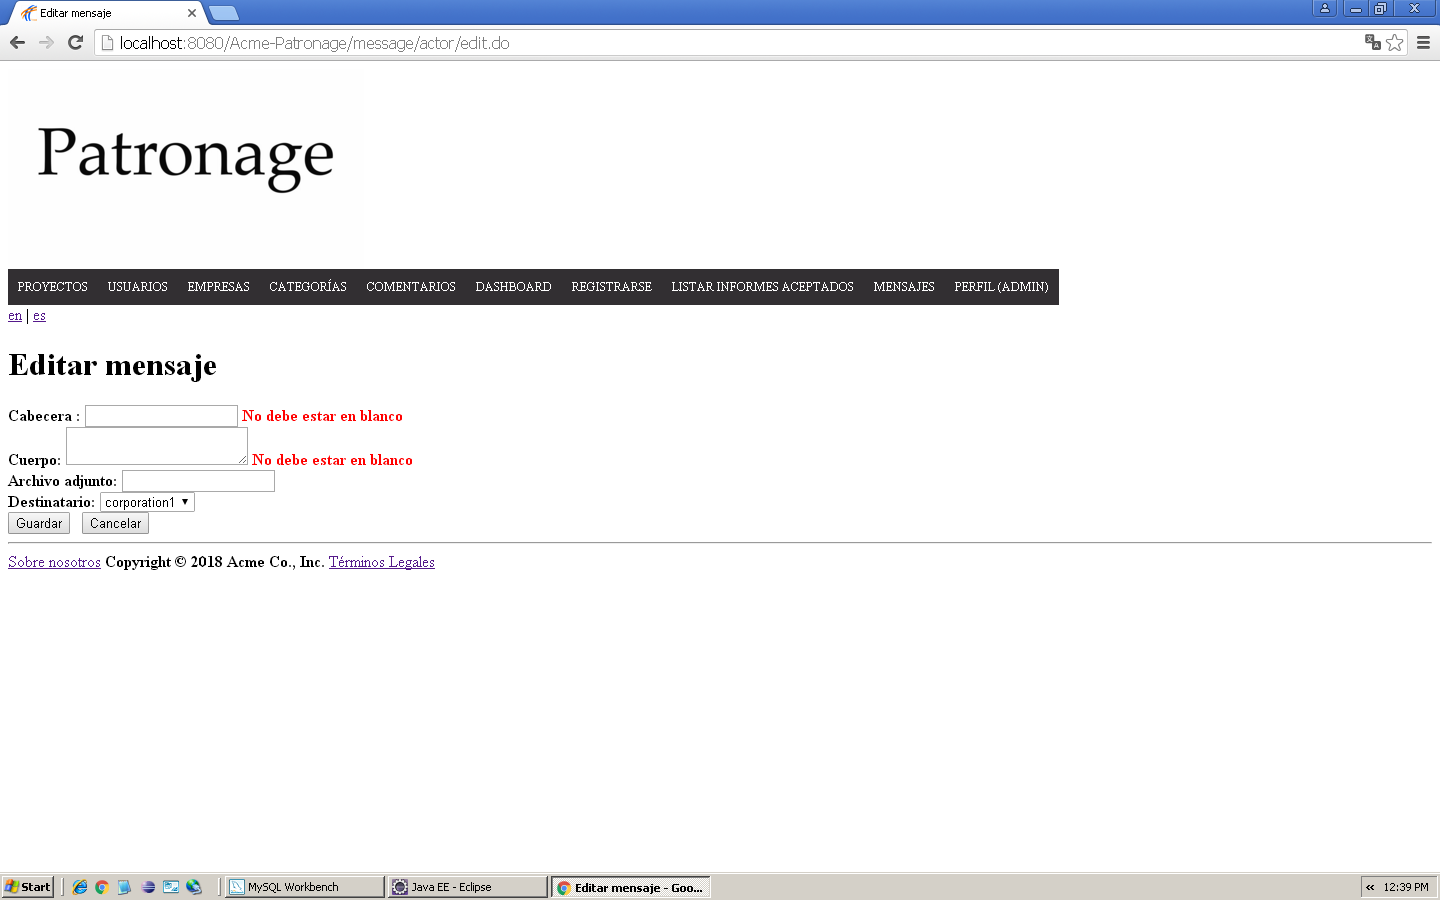 Editar mensaje
localhost:8080/Acme-Patronage/message/actor/edit.do
Patronage
PROYECTOS USUARIOS EMPRESAS CATEGORÍAS COMENTARIOS DASHBOARD REGISTRARSE LISTAR INFORMES ACEPTADOS MENSAJES PERFIL (ADMIN)
en | es
Editar mensaje
Cabecera : No debe estar en blanco
Cuerpo: No debe estar en blanco
Archivo adjunto:
Destinatario: corporation1
Guardar Cancelar
Sobre nosotros Copyright © 2018 Acme Co., Inc. Términos Legales
Start MySQL Workbench Java EE - Eclipse Editar mensaje - Goo... 12:39 PM